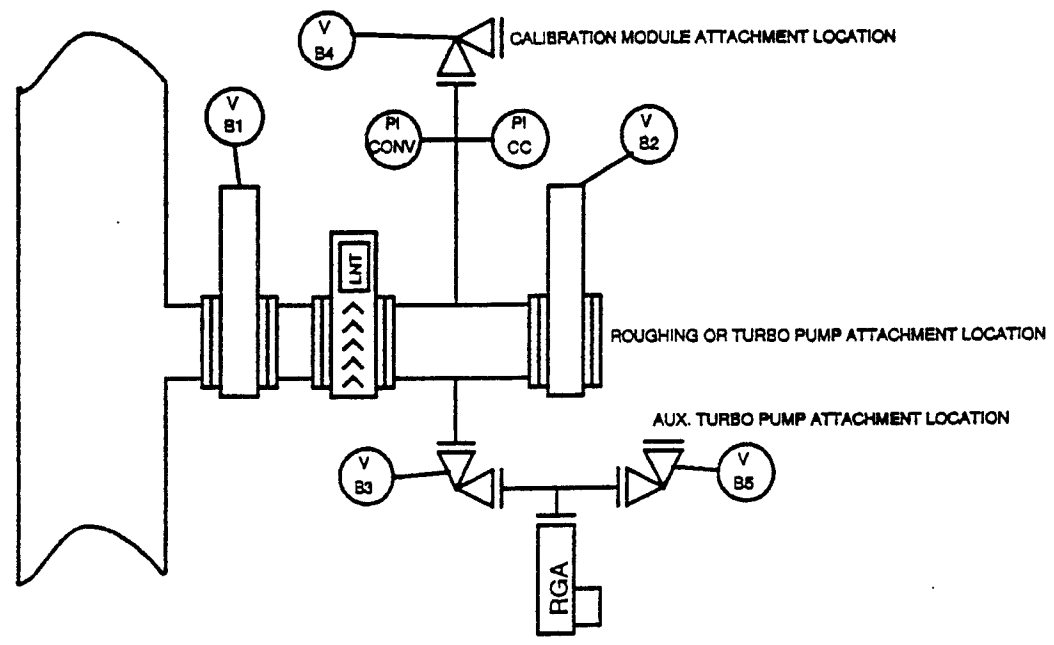 V
B4
CALIBRATION MODULE ATTACHMENT LOCATION
V
B1
PI
CONV
PI
CC
V
B2
LNT
ROUGHING OR TURBO PUMP ATTACHMENT LOCATION
AUX. TURBO PUMP ATTACHMENT LOCATION
V
B3
V
B5
RGA